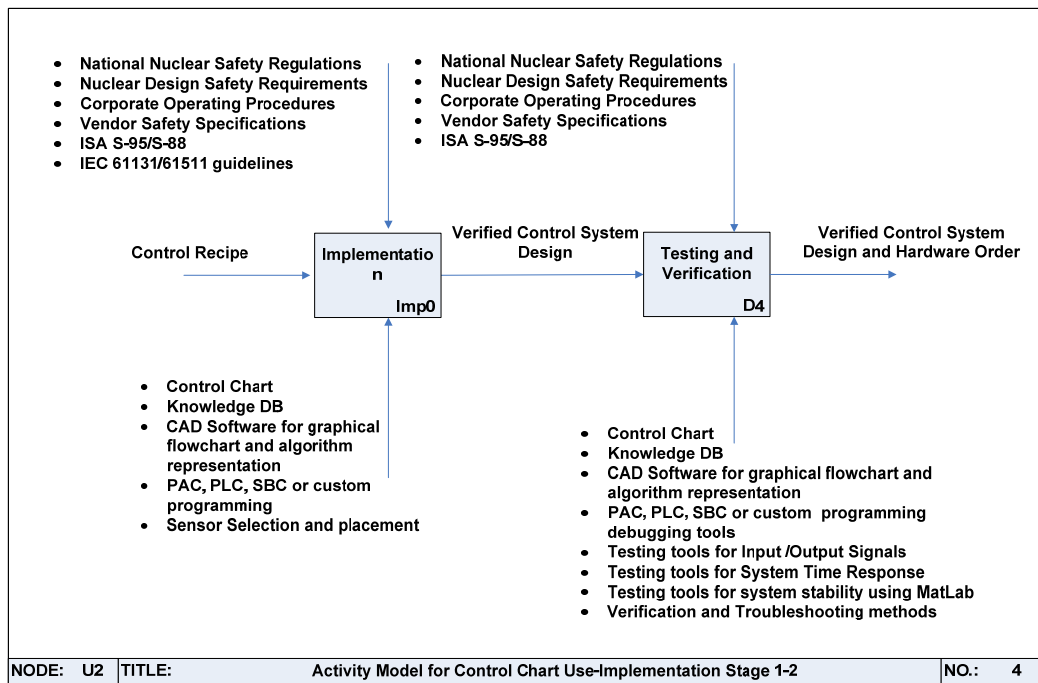 • National Nuclear Safety Regulations
• Nuclear Design Safety Requirements
• Corporate Operating Procedures
• Vendor Safety Specifications
• ISA S-95/S-88
• IEC 61131/61511 guidelines
• National Nuclear Safety Regulations
• Nuclear Design Safety Requirements
• Corporate Operating Procedures
• Vendor Safety Specifications
• ISA S-95/S-88
Control Recipe
Implementatio
n
Imp0
Verified Control System
Design
Testing and
Verification
D4
Verified Control System
Design and Hardware Order
• Control Chart
• Knowledge DB
• CAD Software for graphical
flowchart and algorithm
representation
• PAC, PLC, SBC or custom
programming
• Sensor Selection and placement
• Control Chart
• Knowledge DB
• CAD Software for graphical flowchart and
algorithm representation
• PAC, PLC, SBC or custom programming
debugging tools
• Testing tools for Input /Output Signals
• Testing tools for System Time Response
• Testing tools for system stability using MatLab
• Verification and Troubleshooting methods
NODE: U2 TITLE: Activity Model for Control Chart Use-Implementation Stage 1-2 NO.: 4